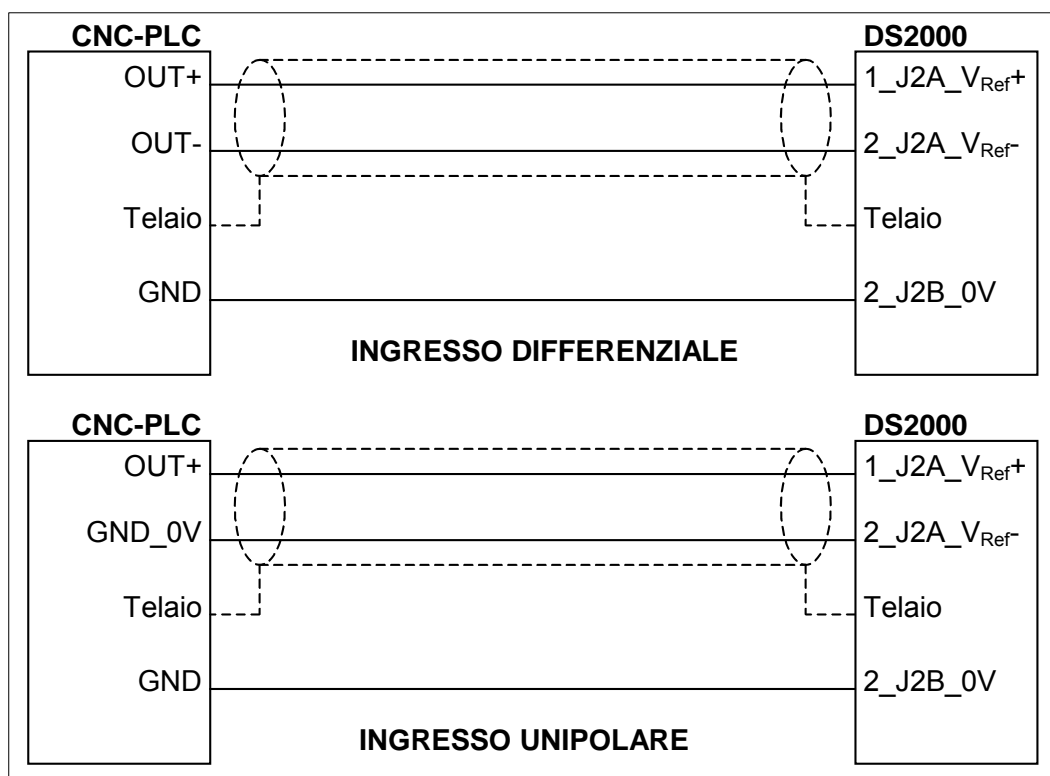 CNC-PLC DS2000
OUT+ 1_J2A_VRef+
OUT- 2_J2A_VRef-
Telaio Telaio
GND 2_J2B_0V
INGRESSO DIFFERENZIALE
CNC-PLC DS2000
OUT+ 1_J2A_VRef+
GND_0V 2_J2A_VRef-
Telaio Telaio
GND 2_J2B_0V
INGRESSO UNIPOLARE